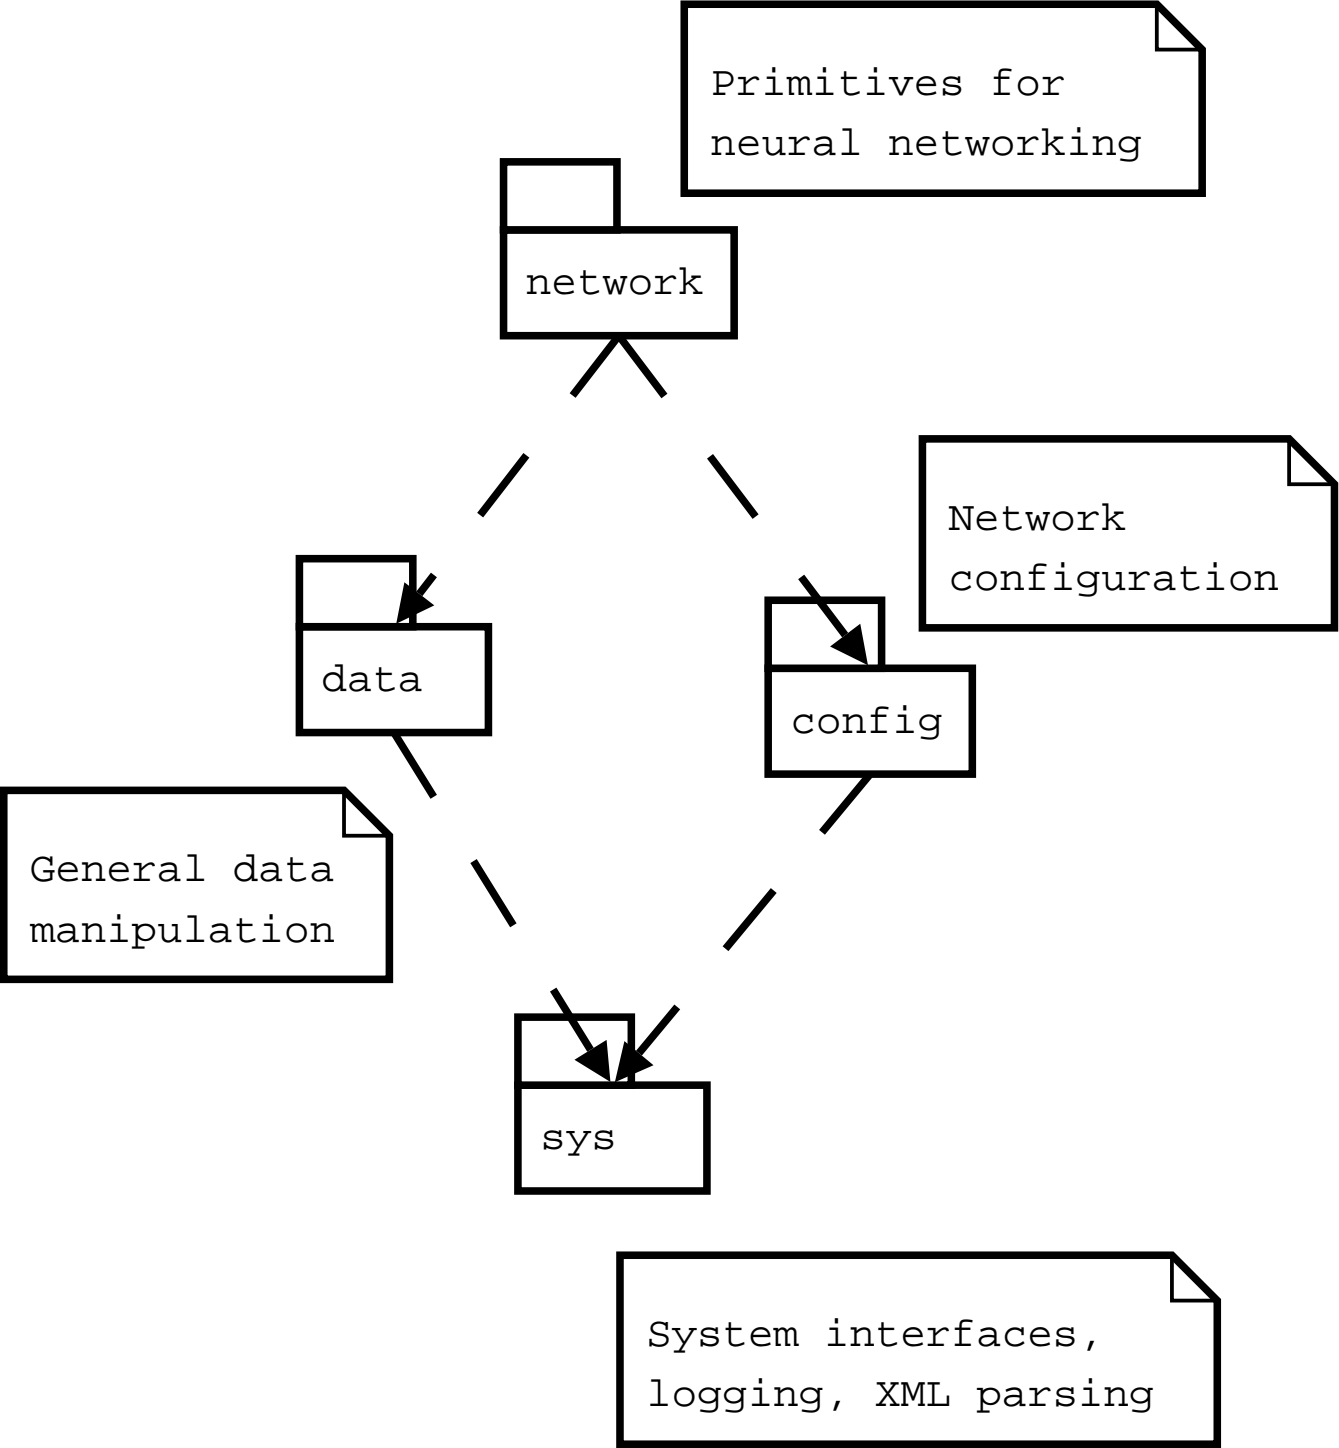 Primitives for
neural networking
network
Network
configuration
data
config
General data
manipulation
sys
System interfaces,
logging, XML parsing